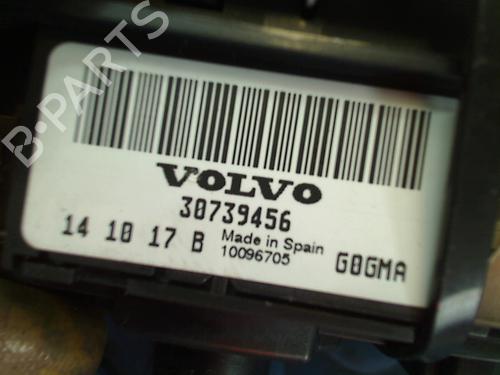 B-PARTS
VOLVO
30739456
14 10 17 B
Made in Spain
10096705
G0GMA